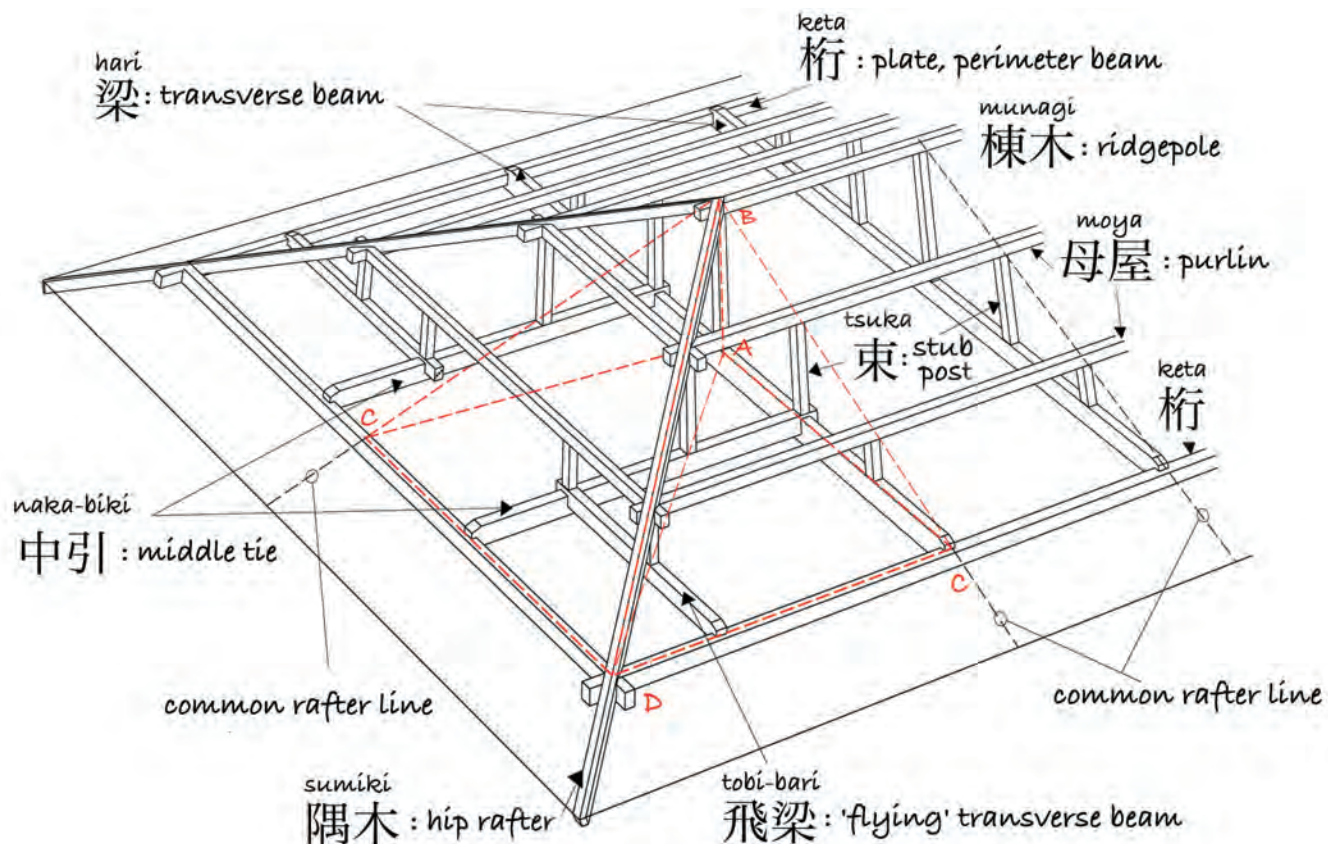 hari
梁 : transverse beam
keta
桁 : plate, perimeter beam
munagi
棟木 : ridgepole
moya
母屋 : purlin
tsuka
束 : stub
post
keta
桁
B
A
C
C
D
naka-biki
中引 : middle tie
common rafter line
common rafter line
sumiki
隅木 : hip rafter
tobi-bari
飛梁 : 'flying' transverse beam